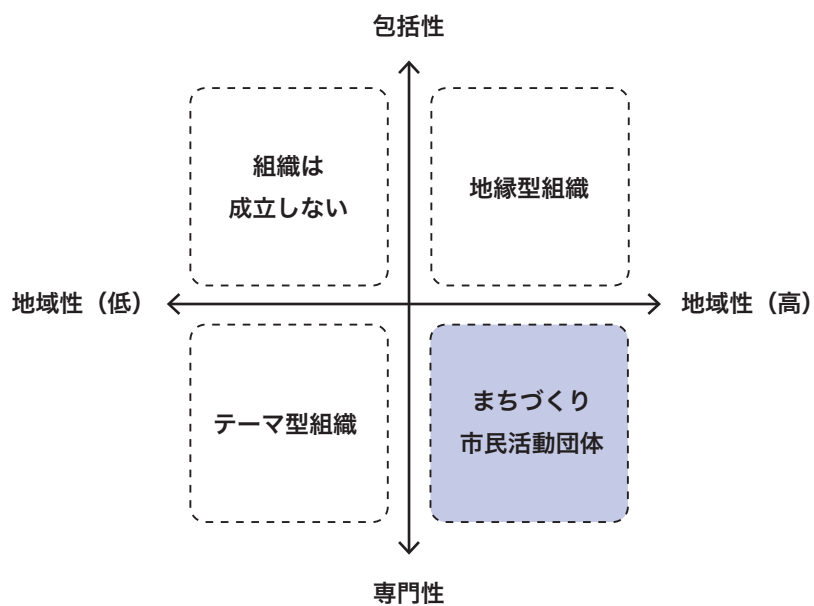 包括性
組織は
成立しない
地縁型組織
地域性（低）
地域性（高）
テーマ型組織
まちづくり
市民活動団体
専門性